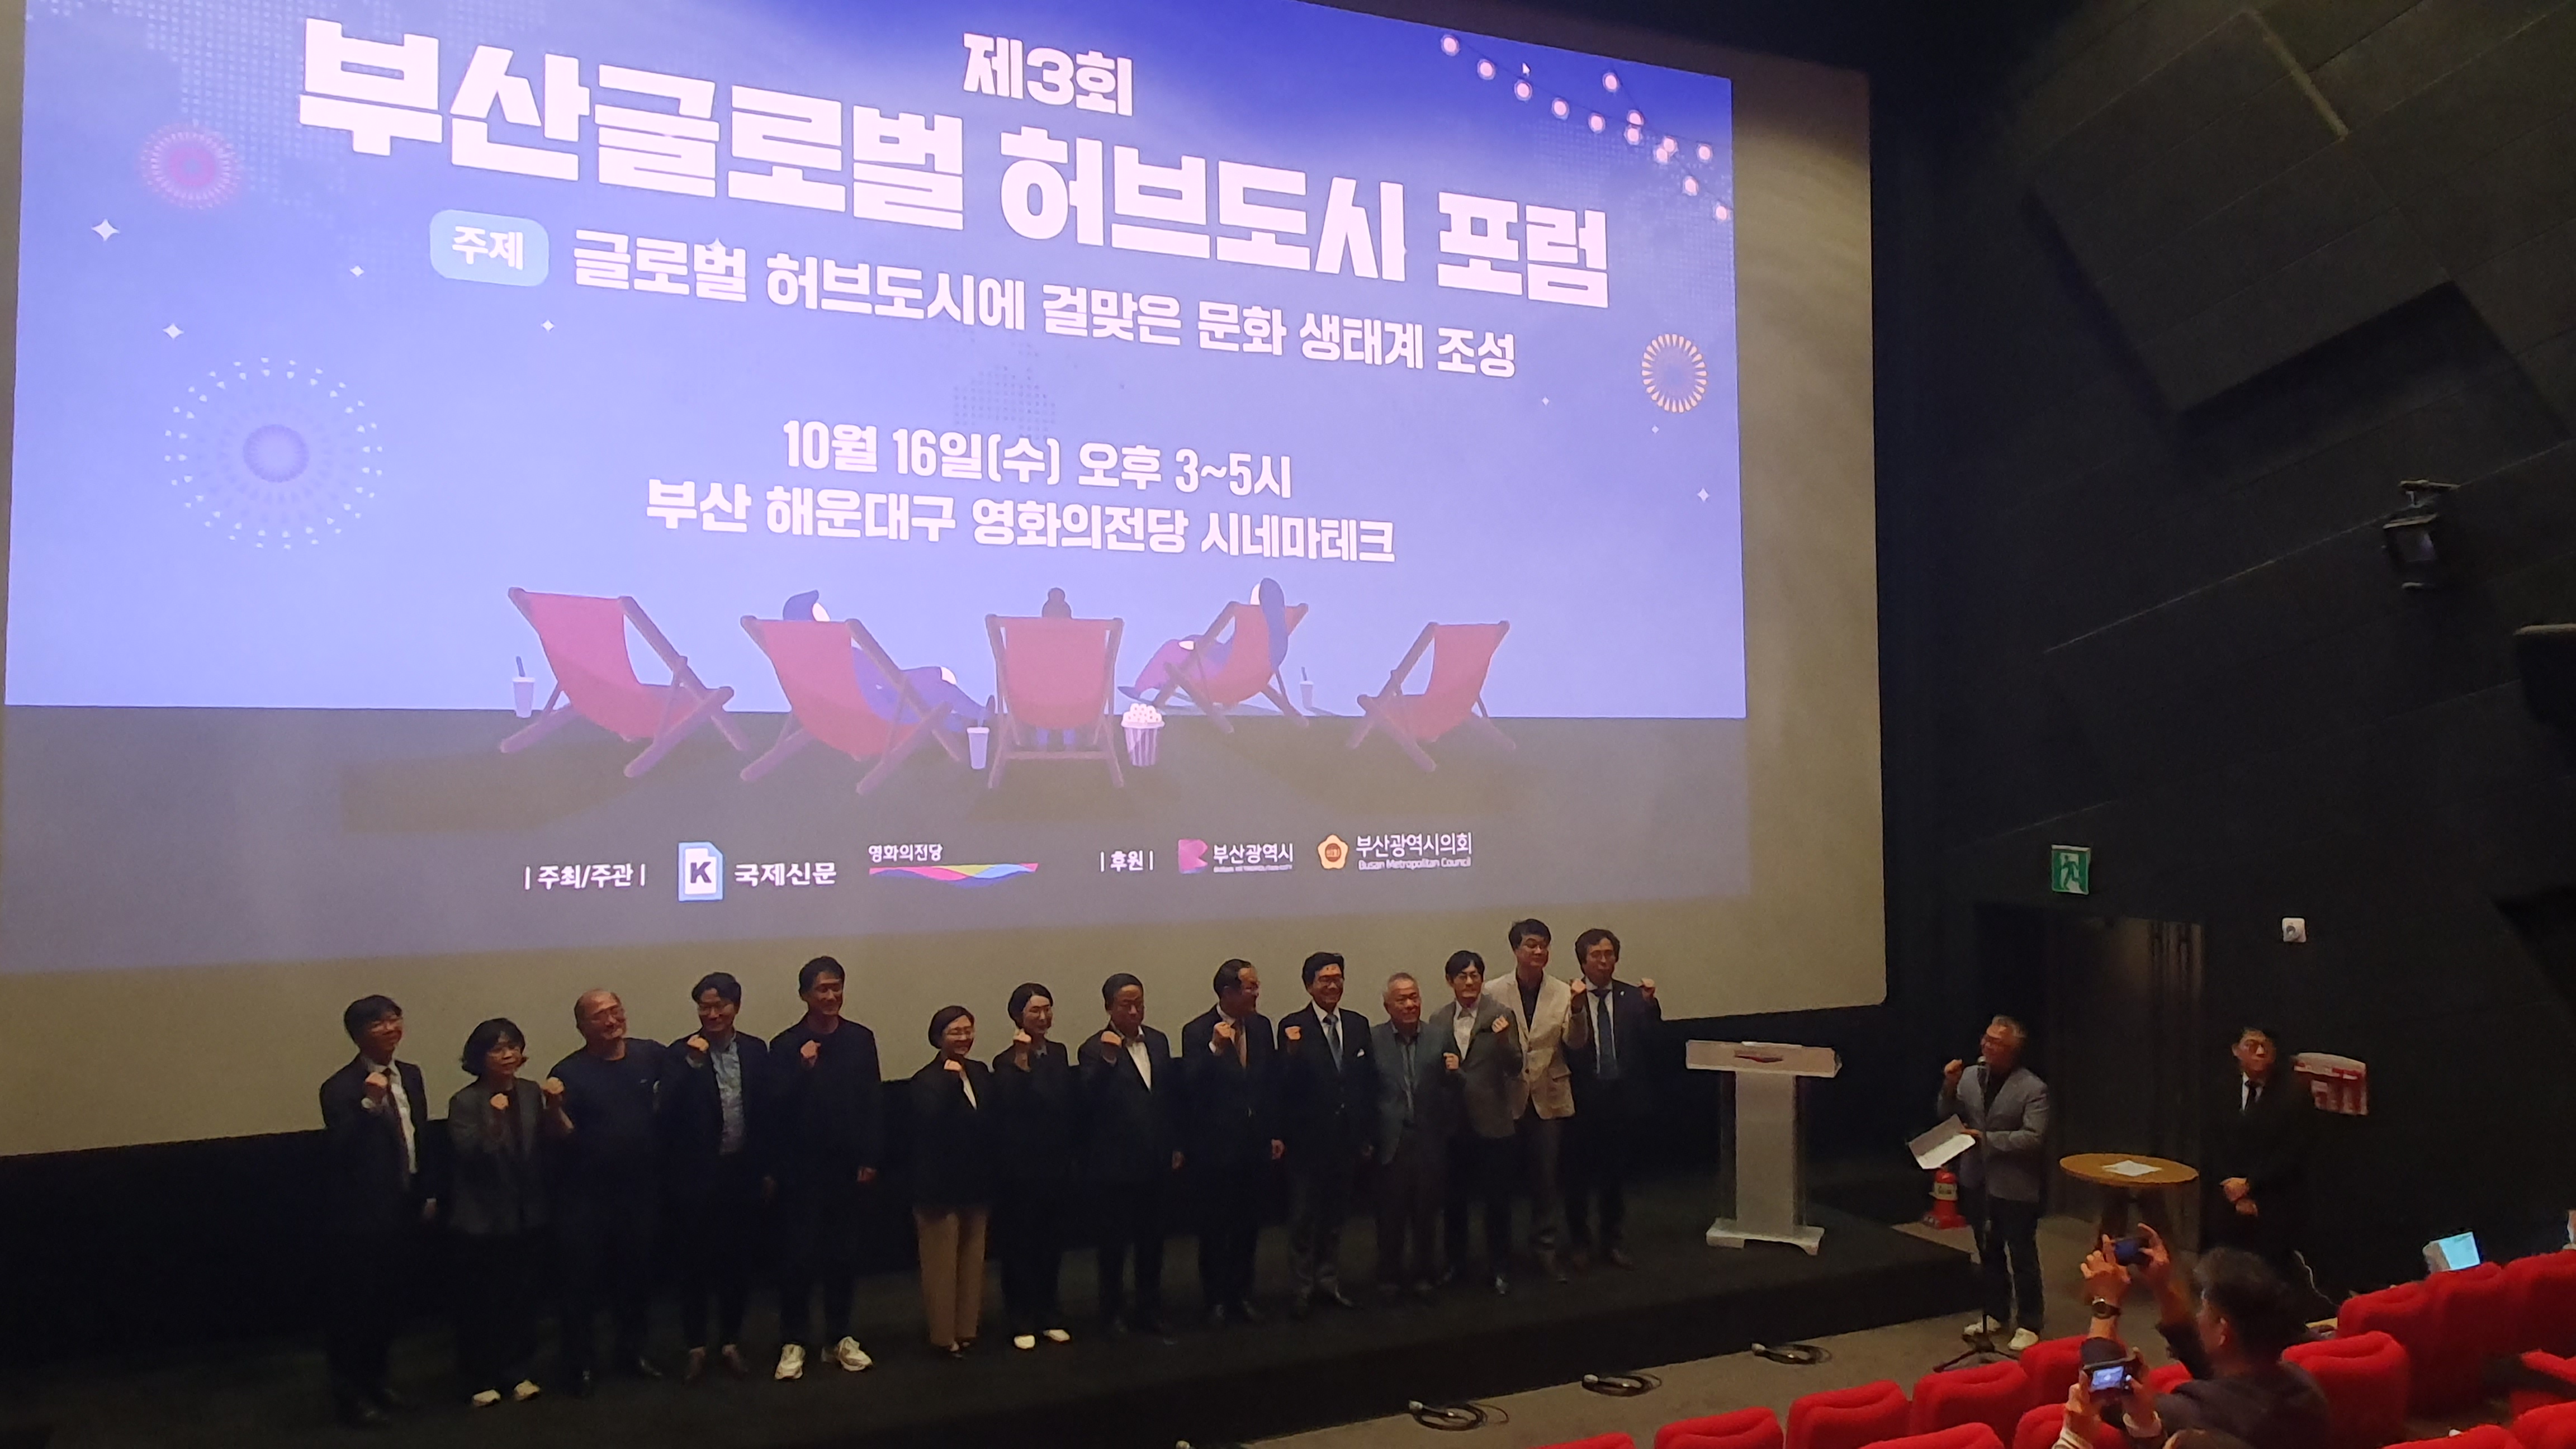 제3회
부산글로벌 허브도시 포럼
주제 글로벌 허브도시에 걸맞은 문화 생태계 조성
10월 16일(수) 오후 3~5시
부산 해운대구 영화의전당 시네마테크
| 주최/주관 | K 국제신문 영화의전당 | 후원 | 부산광역시 부산광역시의회
BUSAN METROPOLITAN CITY Busan Metropolitan Council